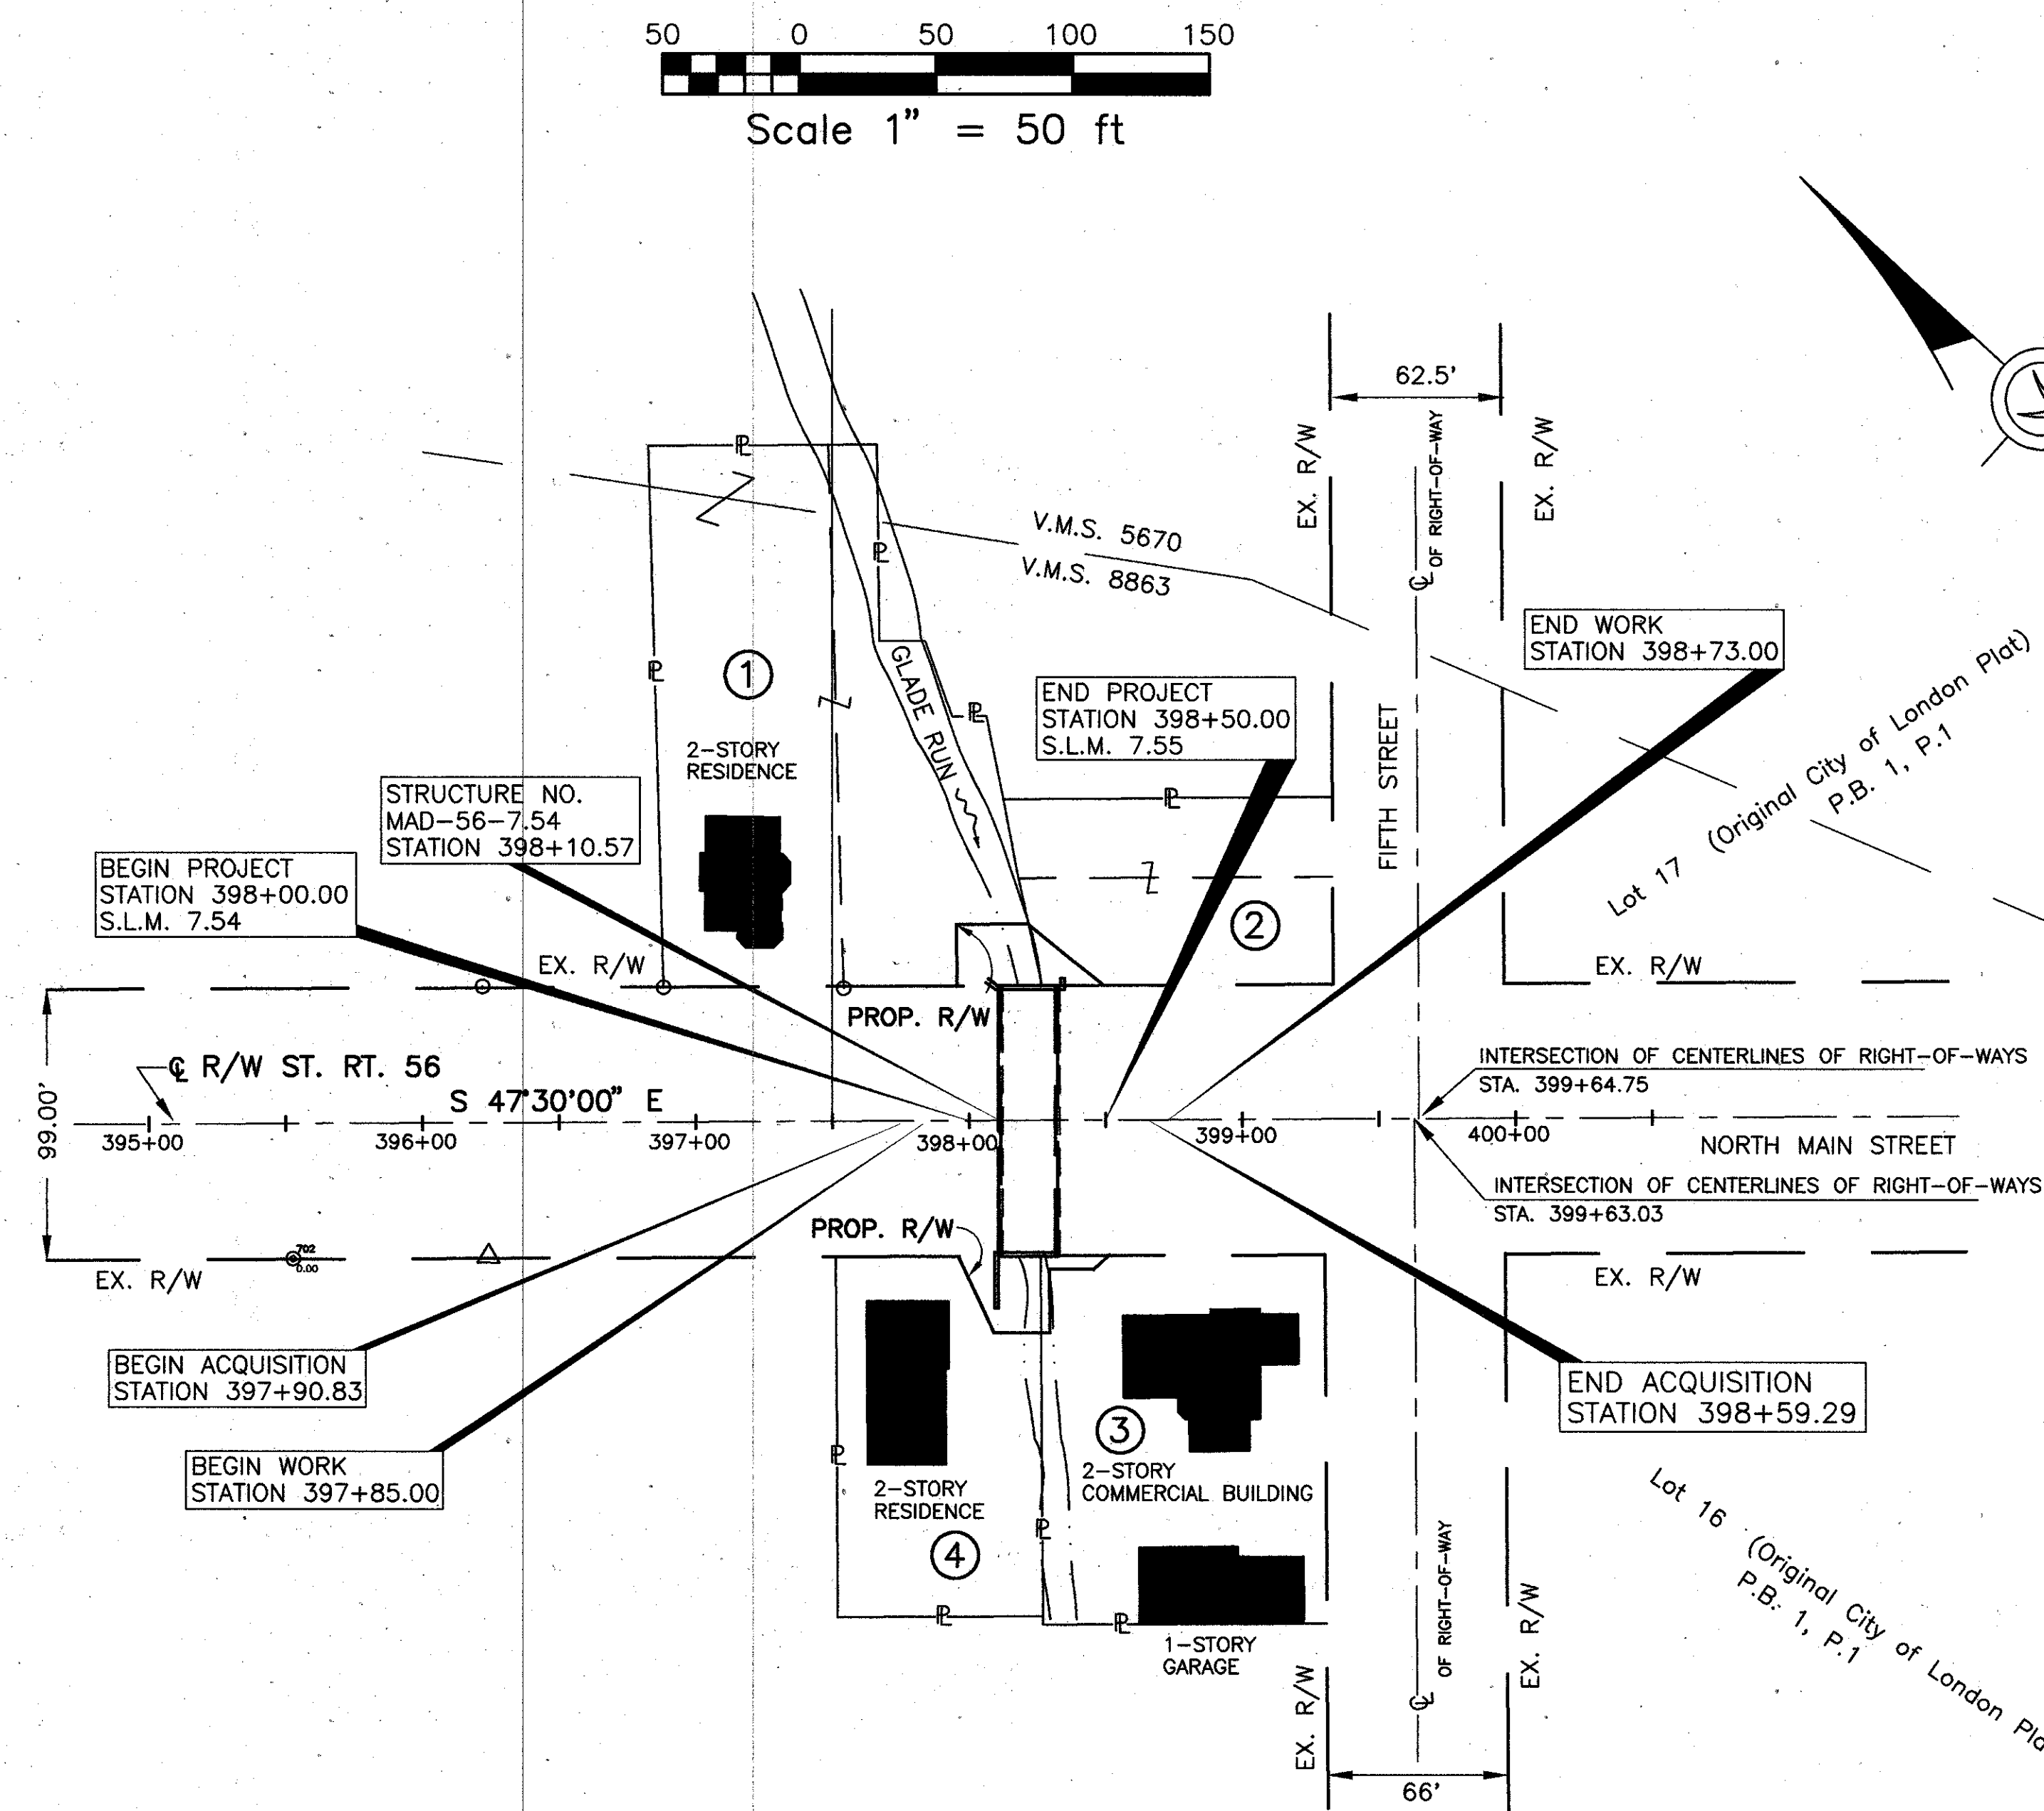 50 0 50 100 150
Scale 1" = 50 ft
62.5'
EX. R/W
℄ OF RIGHT-OF-WAY
EX. R/W
V.M.S. 5670
V.M.S. 8863
℄
END WORK
STATION 398+73.00
Lot 17 (Original City of London Plat)
P.B. 1, P.1
1
GLADE RUN
END PROJECT
STATION 398+50.00
S.L.M. 7.55
FIFTH STREET
2-STORY
RESIDENCE
STRUCTURE NO.
MAD-56-7.54
STATION 398+10.57
BEGIN PROJECT
STATION 398+00.00
S.L.M. 7.54
2
EX. R/W
EX. R/W
PROP. R/W
99.00'
℄ R/W ST. RT. 56
S 47°30'00" E
INTERSECTION OF CENTERLINES OF RIGHT-OF-WAYS
STA. 399+64.75
395+00 396+00 397+00 398+00 399+00 400+00
NORTH MAIN STREET
INTERSECTION OF CENTERLINES OF RIGHT-OF-WAYS
STA. 399+63.03
PROP. R/W
702
0.00
EX. R/W
EX. R/W
BEGIN ACQUISITION
STATION 397+90.83
END ACQUISITION
STATION 398+59.29
BEGIN WORK
STATION 397+85.00
3
2-STORY
COMMERCIAL BUILDING
2-STORY
RESIDENCE
4
Lot 16 (Original City of London Pla
P.B. 1, P.1
1-STORY
GARAGE
EX. R/W
℄ OF RIGHT-OF-WAY
EX. R/W
66'